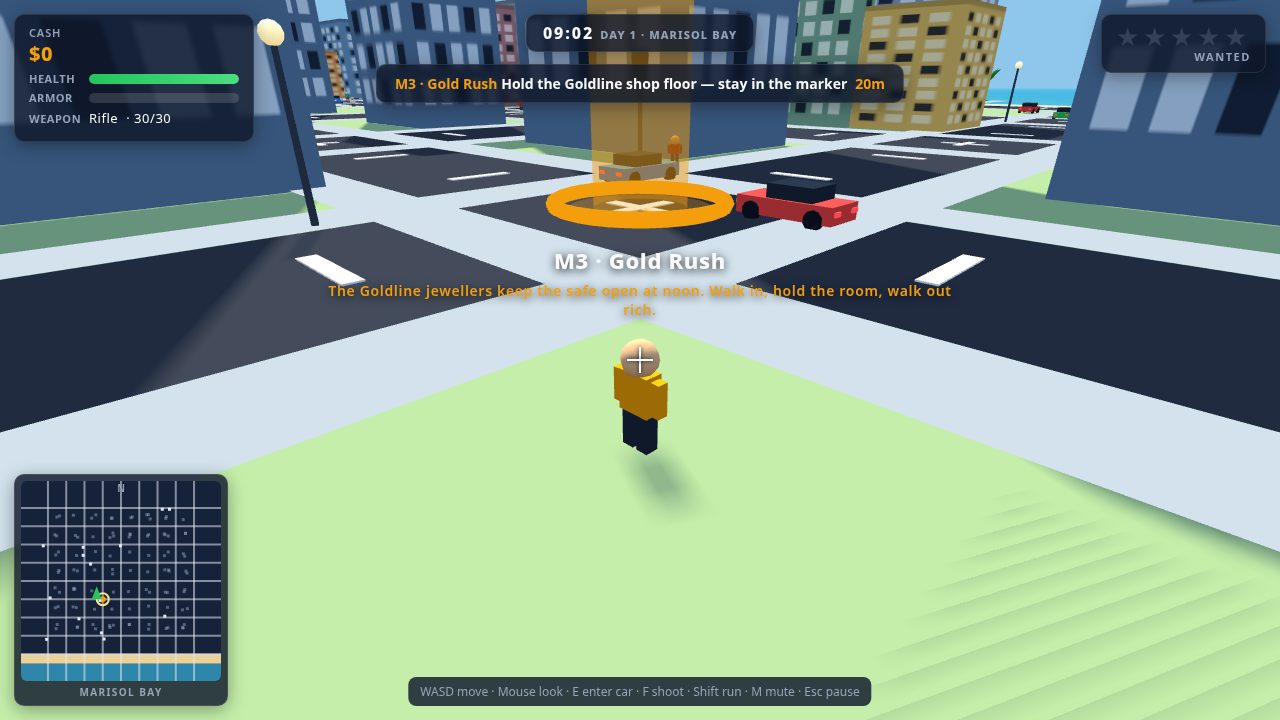 CASH
$0
HEALTH
ARMOR
WEAPON Rifle · 30/30
09:02 DAY 1 · MARISOL BAY
M3 · Gold Rush Hold the Goldline shop floor — stay in the marker 20m
★★★★★
WANTED
M3 · Gold Rush
The Goldline jewellers keep the safe open at noon. Walk in, hold the room, walk out
rich.
N
MARISOL BAY
WASD move · Mouse look · E enter car · F shoot · Shift run · M mute · Esc pause